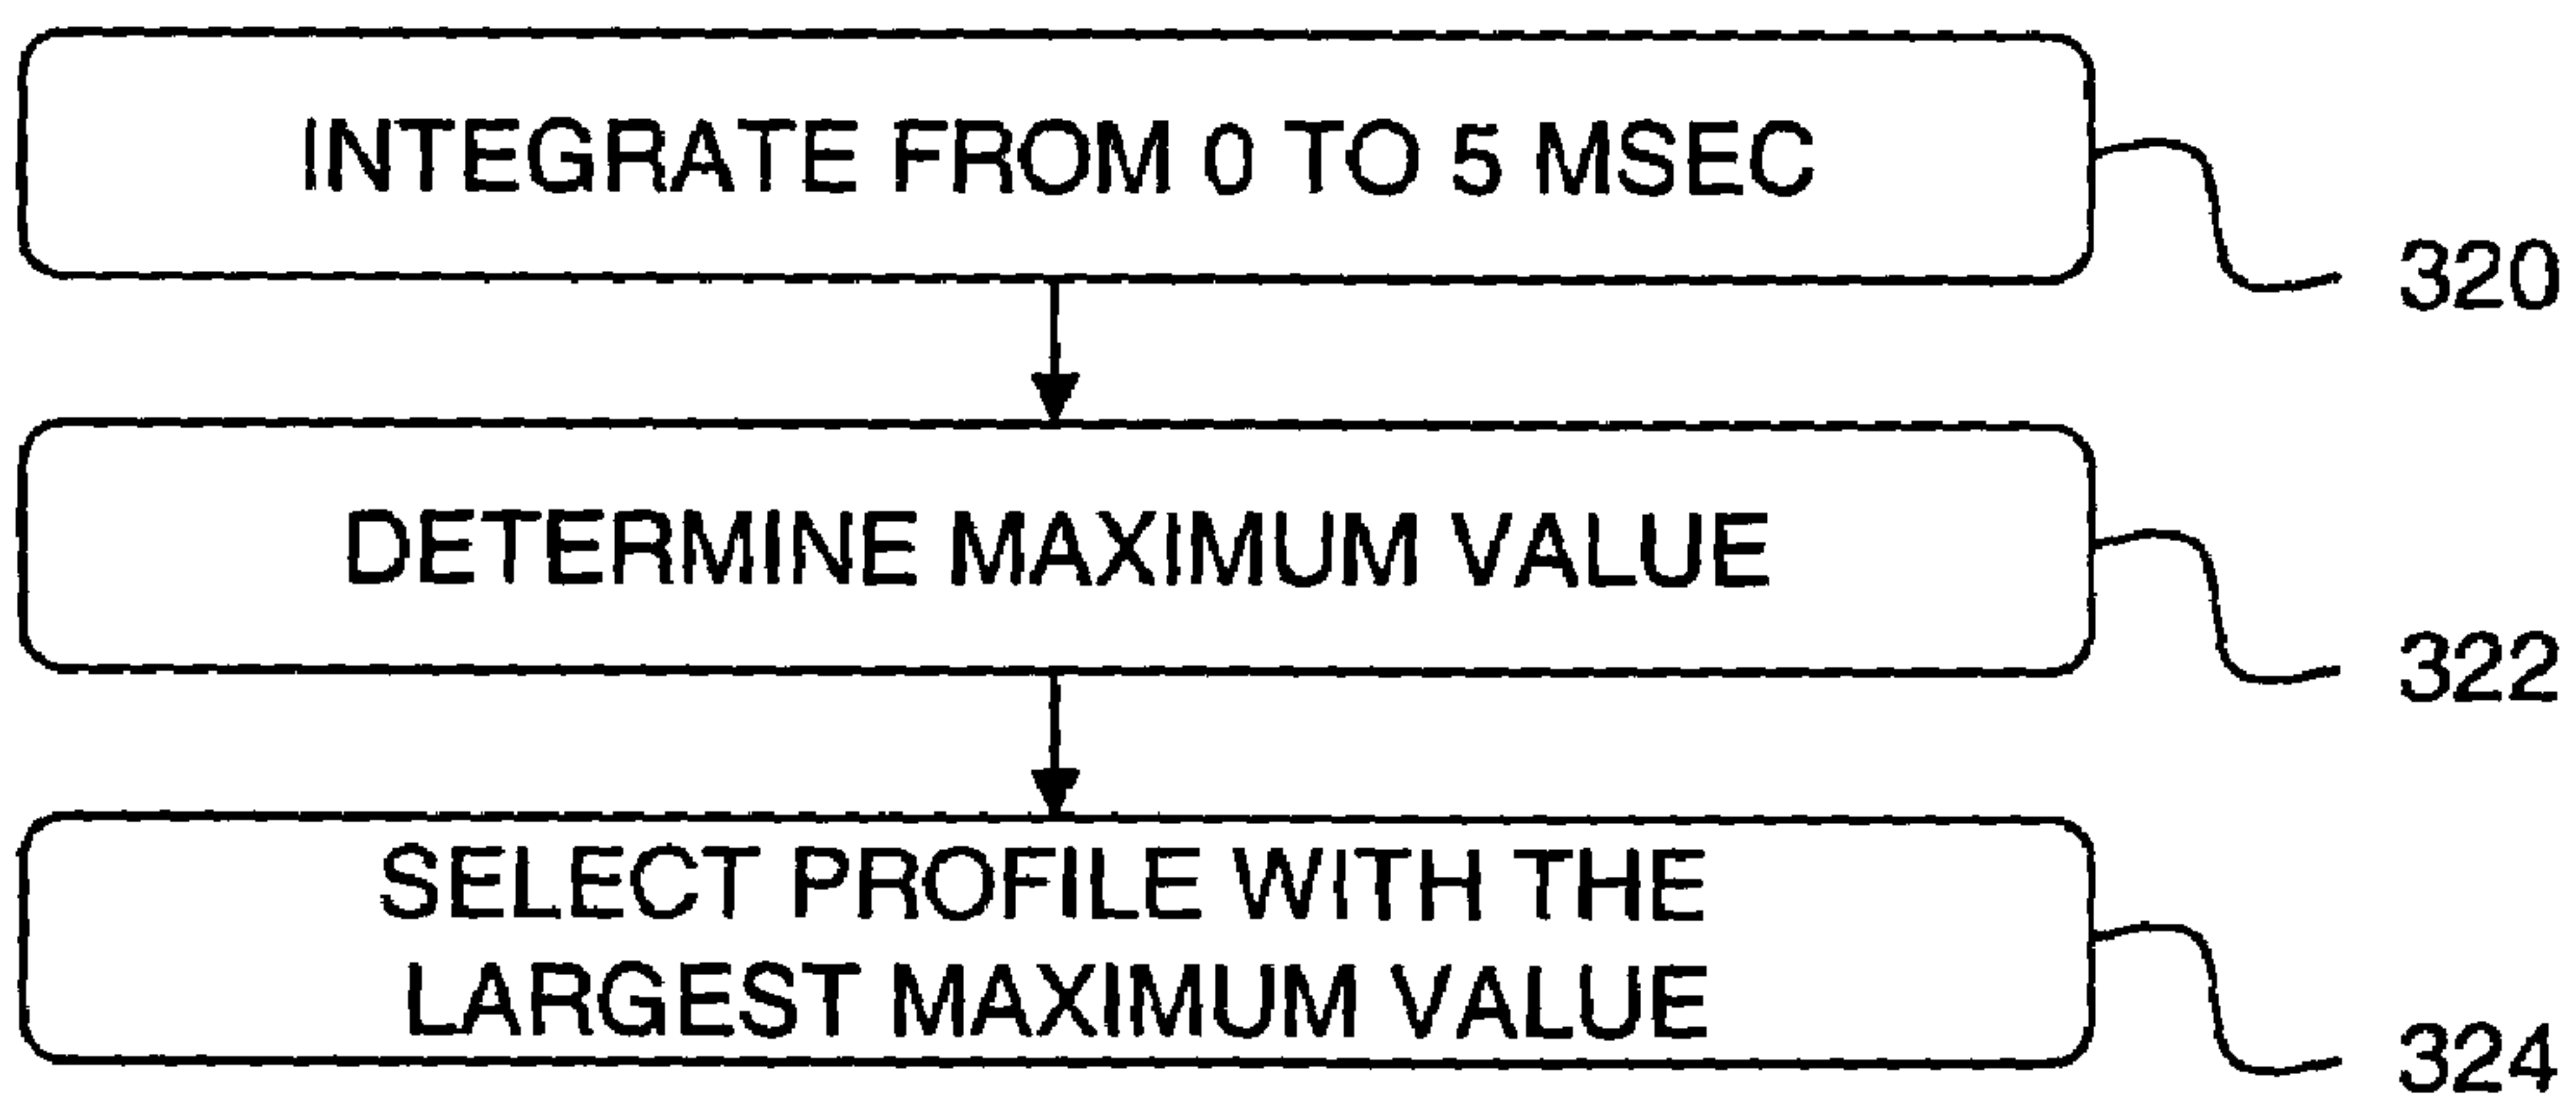 INTEGRATE FROM 0 TO 5 MSEC
320
DETERMINE MAXIMUM VALUE
322
SELECT PROFILE WITH THE
LARGEST MAXIMUM VALUE
324